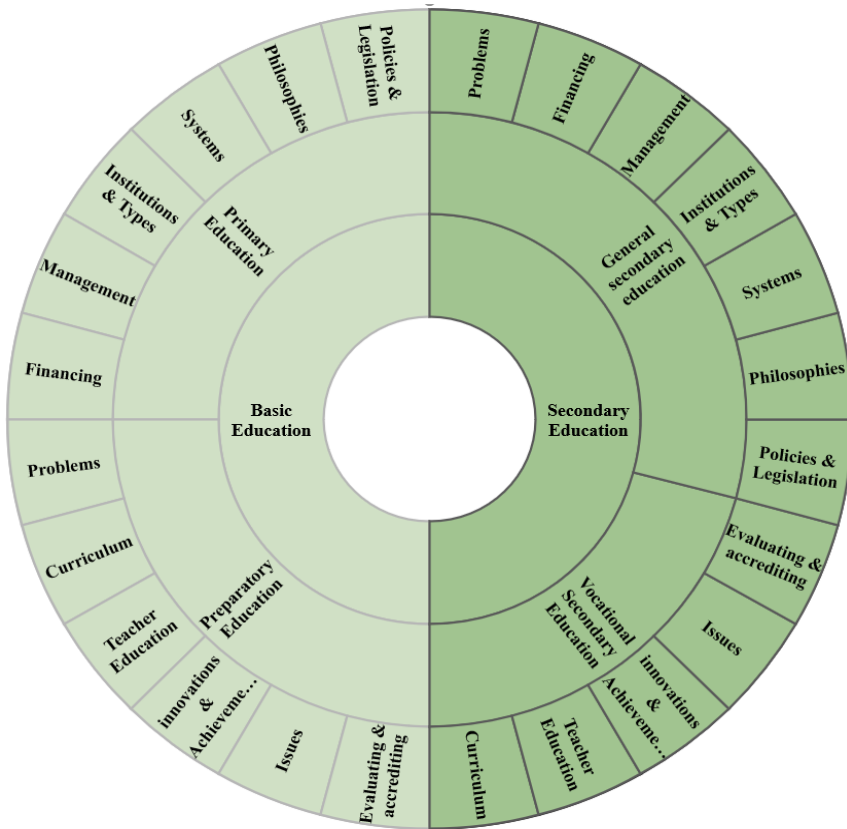 Basic
Education
Secondary
Education
Primary
Education
Preparatory
Education
General
secondary
education
Vocational
Secondary
Education
Policies &
Legislation
Philosophies
Systems
Institutions
& Types
Management
Financing
Problems
Curriculum
Teacher
Education
innovations
&
Achieveme...
Issues
Evaluating &
accrediting
Problems
Financing
Management
Institutions
& Types
Systems
Philosophies
Policies &
Legislation
Evaluating &
accrediting
Issues
innovations
&
Achieveme...
Teacher
Education
Curriculum